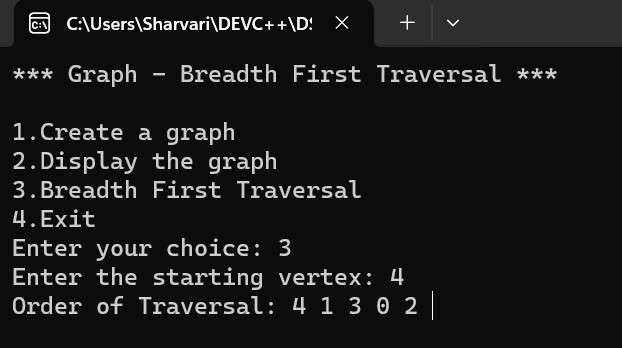 C:\Users\Sharvari\DEVC++\DS
*** Graph - Breadth First Traversal ***
1.Create a graph
2.Display the graph
3.Breadth First Traversal
4.Exit
Enter your choice: 3
Enter the starting vertex: 4
Order of Traversal: 4 1 3 0 2